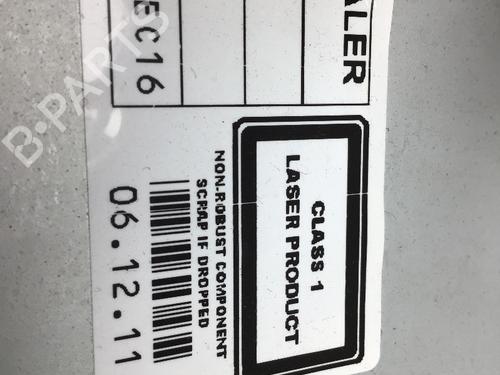 ALER
EC16
CLASS 1
LASER PRODUCT
NON-ROBUST COMPONENT
SCRAP IF DROPPED
06.12.11
B-PARTS